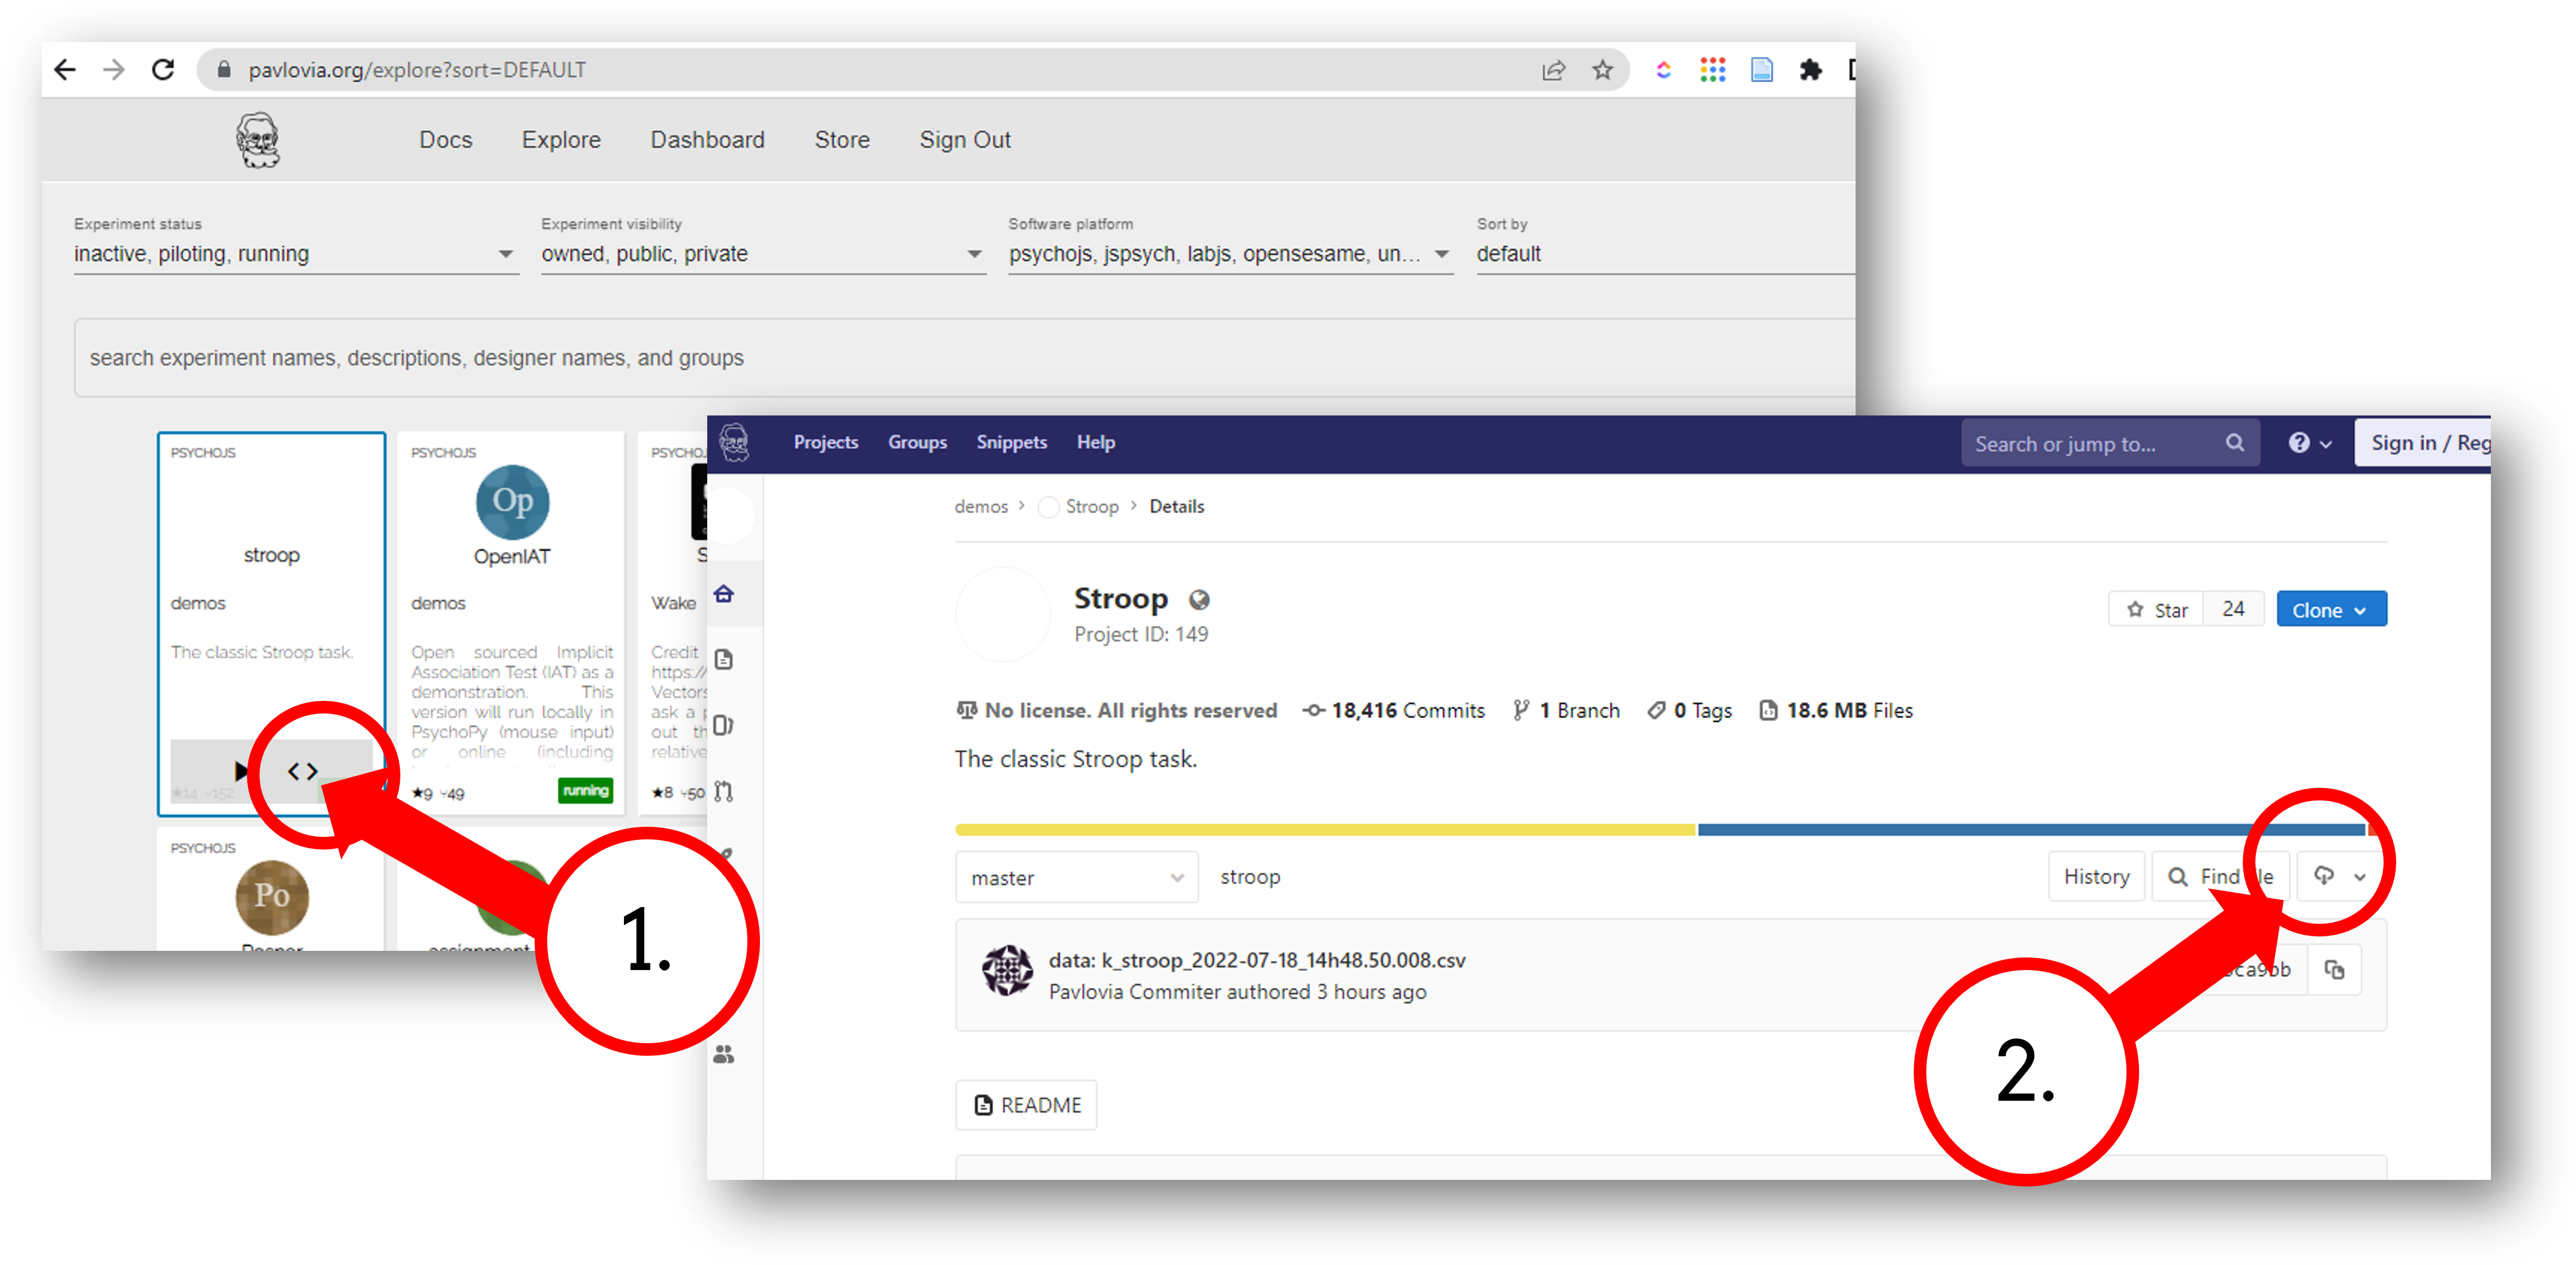 pavlovia.org/explore?sort=DEFAULT
Docs Explore Dashboard Store Sign Out
Experiment status Experiment visibility Software platform Sort by
inactive, piloting, running owned, public, private psychojs, jspsych, labjs, opensesame, un... default
search experiment names, descriptions, designer names, and groups
PSYCHOJS
stroop
demos
The classic Stroop task.
★14 152
PSYCHOJS
Op
OpenIAT
demos
Open sourced Implicit
Association Test (IAT) as a
demonstration. This
version will run locally in
PsychoPy (mouse input)
or online (including
★9 49 running
PSYCHO
S
Wake
Credit
https://
Vectors
ask a
out th
relative
★8 50
PSYCHOJS
Po
1.
Projects Groups Snippets Help Search or jump to... Sign in / Reg
demos > Stroop > Details
Stroop
Project ID: 149
Star 24 Clone
No license. All rights reserved 18,416 Commits 1 Branch 0 Tags 18.6 MB Files
The classic Stroop task.
master stroop History Find
data: k_stroop_2022-07-18_14h48.50.008.csv
Pavlovia Commiter authored 3 hours ago
README
2.